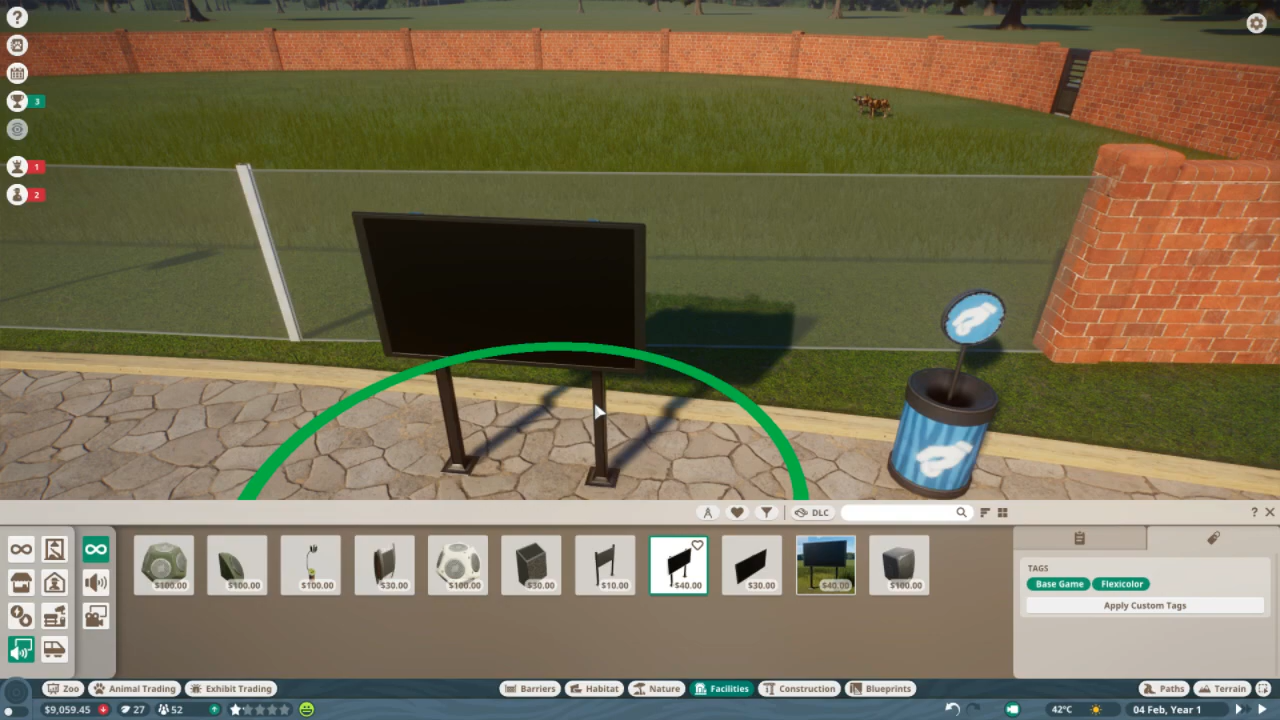 ?
3
1
2
DLC
? ×
$100.00 $100.00 $100.00 $30.00 $100.00 $30.00 $10.00 $40.00 $30.00 $40.00 $100.00
TAGS
Base Game Flexicolor
Apply Custom Tags
Zoo Animal Trading Exhibit Trading Barriers Habitat Nature Facilities Construction Blueprints Paths Terrain
$9,059.45 27 52 42°C 04 Feb, Year 1